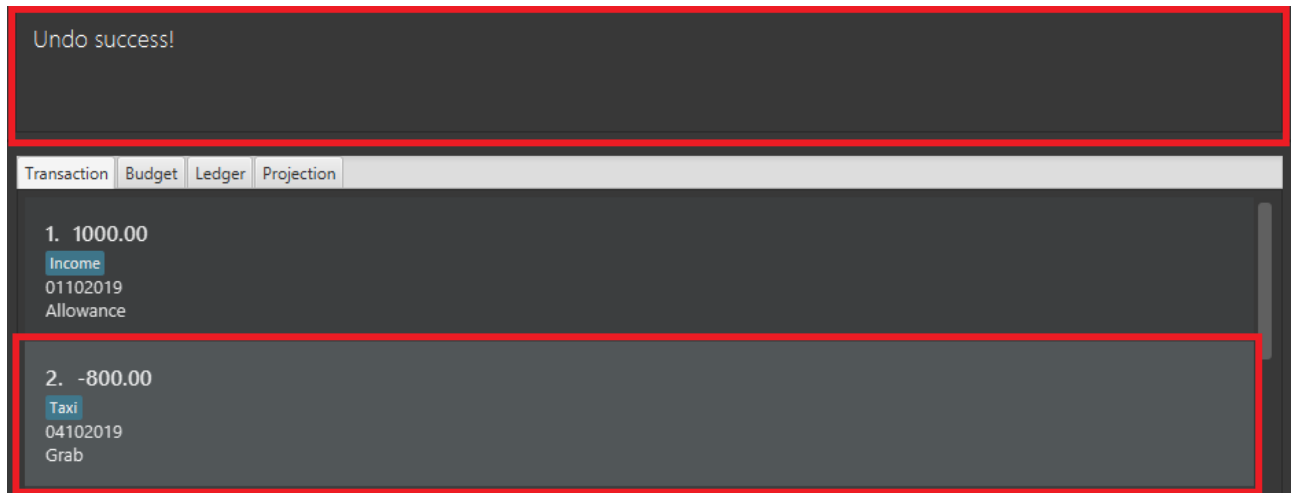 Undo success!
Transaction Budget Ledger Projection
1. 1000.00
Income
01102019
Allowance
2. -800.00
Taxi
04102019
Grab